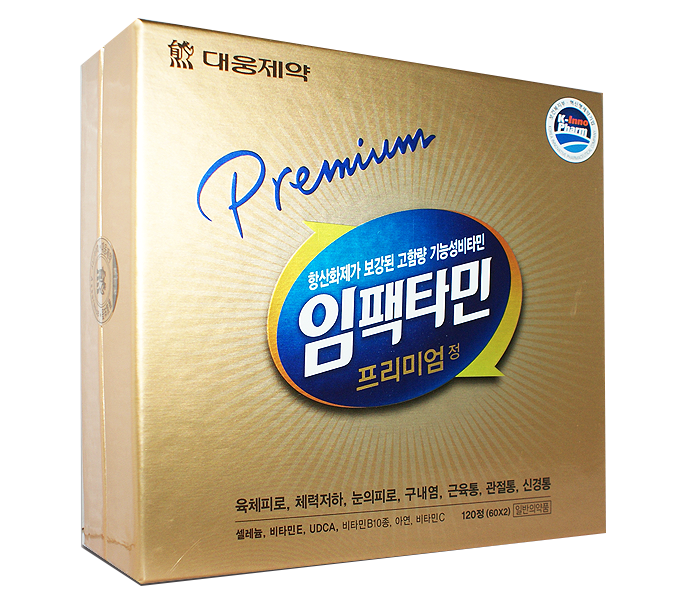 대웅제약
K-Inno
Pharm
Premium
항산화제가 보강된 고함량 기능성비타민
임팩타민
프리미엄 정
육체피로, 체력저하, 눈의피로, 구내염, 근육통, 관절통, 신경통
셀레늄, 비타민E, UDCA, 비타민B10종, 아연, 비타민C 120정 (60X2) 일반의약품